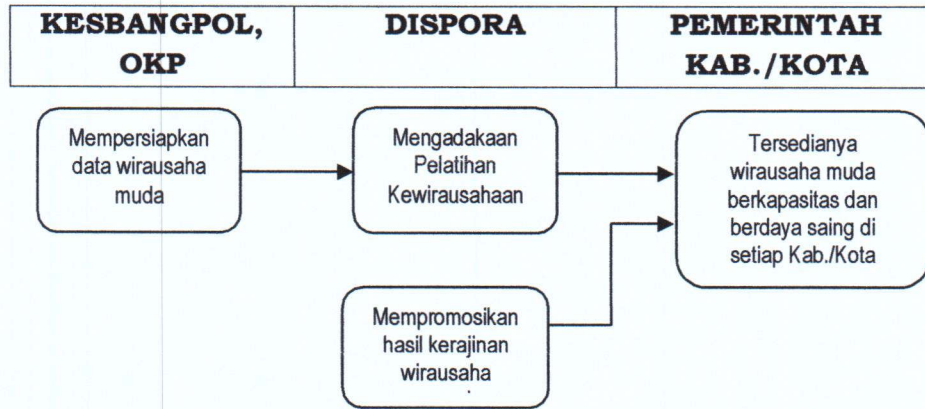 KESBANGPOL,
OKP
DISPORA
PEMERINTAH
KAB./KOTA
Mempersiapkan
data wirausaha
muda
Mengadakaan
Pelatihan
Kewirausahaan
Tersedianya
wirausaha muda
berkapasitas dan
berdaya saing di
setiap Kab./Kota
Mempromosikan
hasil kerajinan
wirausaha